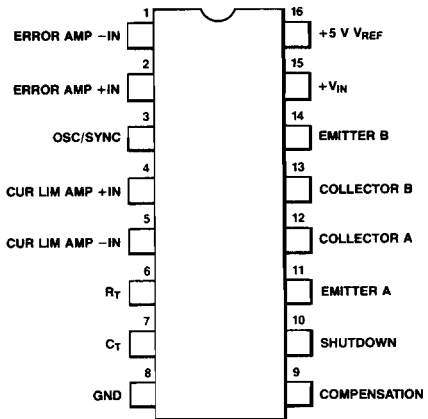 1 16
ERROR AMP −IN +5 V VREF
2 15
ERROR AMP +IN +VIN
3 14
OSC/SYNC EMITTER B
4 13
CUR LIM AMP +IN COLLECTOR B
5 12
CUR LIM AMP −IN COLLECTOR A
6 11
RT EMITTER A
7 10
CT SHUTDOWN
8 9
GND COMPENSATION